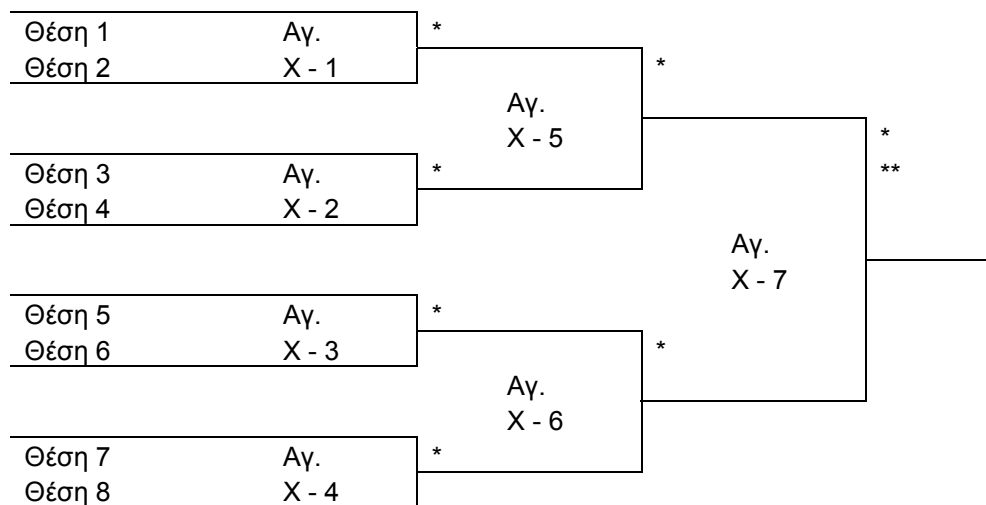 Θέση 1 Αγ. *
Θέση 2 Χ - 1 *
Αγ.
Χ - 5 *
Θέση 3 Αγ. * **
Θέση 4 Χ - 2
Αγ.
Χ - 7
Θέση 5 Αγ. *
Θέση 6 Χ - 3 *
Αγ.
Χ - 6
Θέση 7 Αγ. *
Θέση 8 Χ - 4